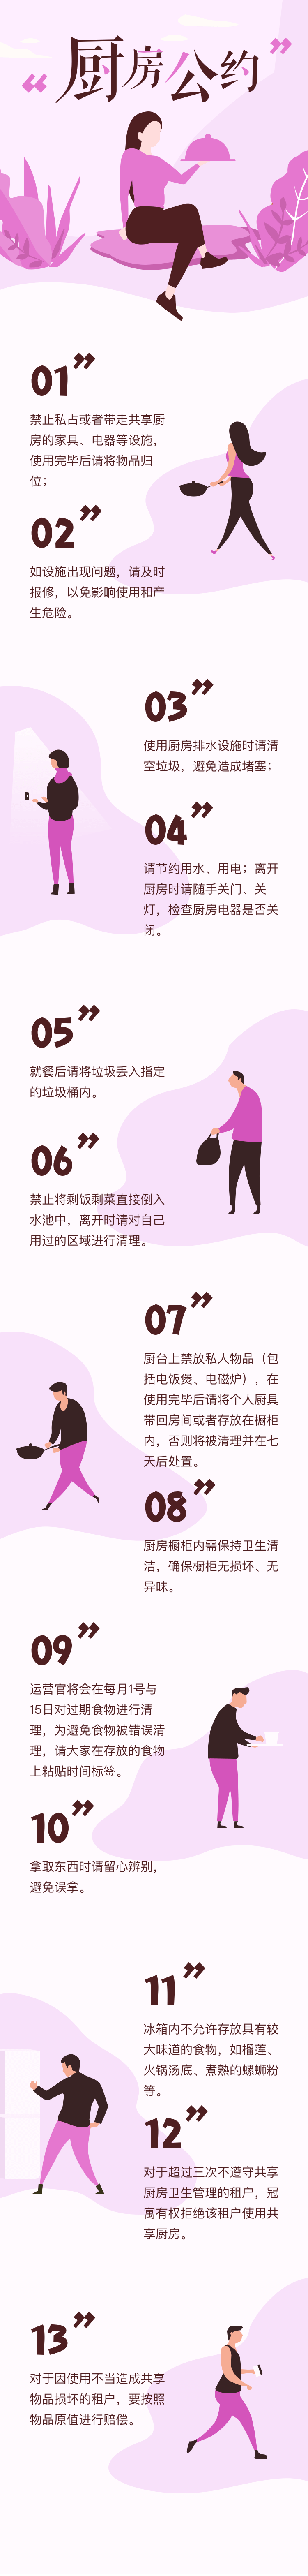 “厨房公约”
01”
禁止私占或者带走共享厨
房的家具、电器等设施，
使用完毕后请将物品归
位；
02”
如设施出现问题，请及时
报修，以免影响使用和产
生危险。
03”
使用厨房排水设施时请清
空垃圾，避免造成堵塞；
04”
请节约用水、用电；离开
厨房时请随手关门、关
灯，检查厨房电器是否关
闭。
05”
就餐后请将垃圾丢入指定
的垃圾桶内。
06”
禁止将剩饭剩菜直接倒入
水池中，离开时请对自己
用过的区域进行清理。
07”
厨台上禁放私人物品（包
括电饭煲、电磁炉），在
使用完毕后请将个人厨具
带回房间或者存放在橱柜
内，否则将被清理并在七
天后处置。
08”
厨房橱柜内需保持卫生清
洁，确保橱柜无损坏、无
异味。
09”
运营官将会在每月1号与
15日对过期食物进行清
理，为避免食物被错误清
理，请大家在存放的食物
上粘贴时间标签。
10”
拿取东西时请留心辨别，
避免误拿。
11”
冰箱内不允许存放具有较
大味道的食物，如榴莲、
火锅汤底、煮熟的螺蛳粉
等。
12”
对于超过三次不遵守共享
厨房卫生管理的租户，冠
寓有权拒绝该租户使用共
享厨房。
13”
对于因使用不当造成共享
物品损坏的租户，要按照
物品原值进行赔偿。